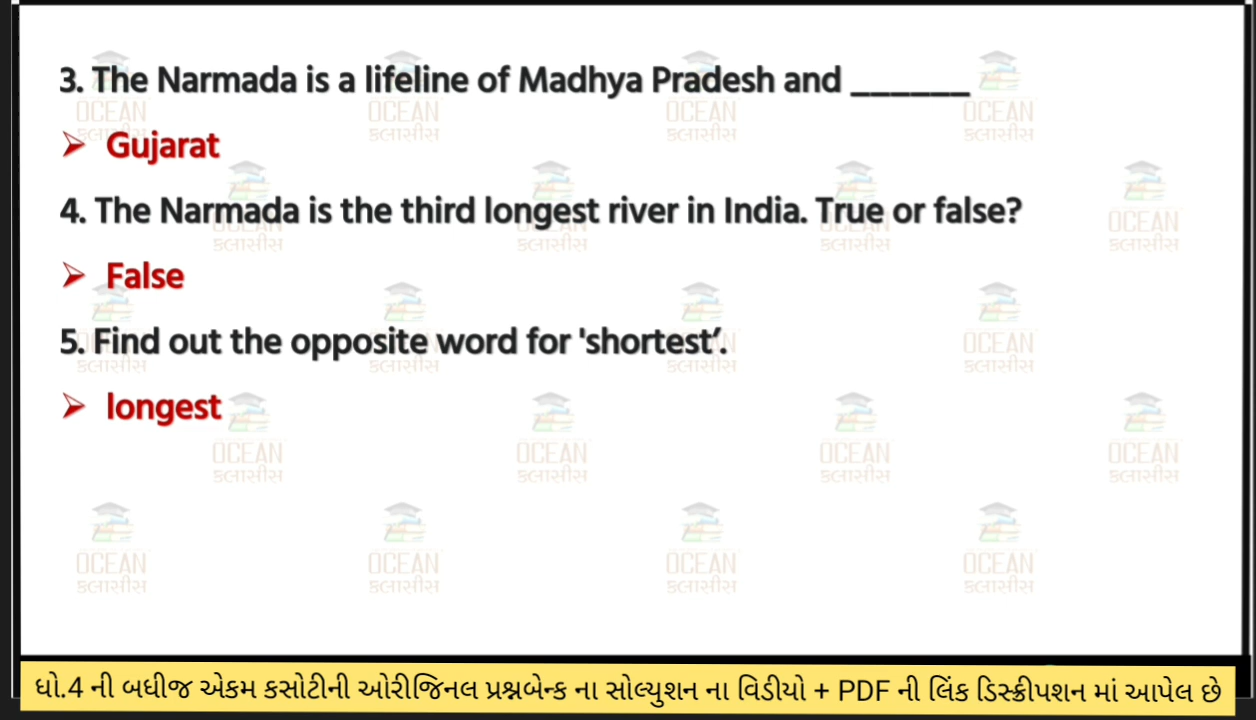 3. The Narmada is a lifeline of Madhya Pradesh and ______
➢ Gujarat
4. The Narmada is the third longest river in India. True or false?
➢ False
5. Find out the opposite word for 'shortest’.
➢ longest
OCEAN
ક્લાસીસ
ધો.4 ની બધીજ એકમ કસોટીની ઓરીજિનલ પ્રશ્નબેન્ક ના સોલ્યુશન ના વિડીયો + PDF ની લિંક ડિસ્ક્રીપશન માં આપેલ છે